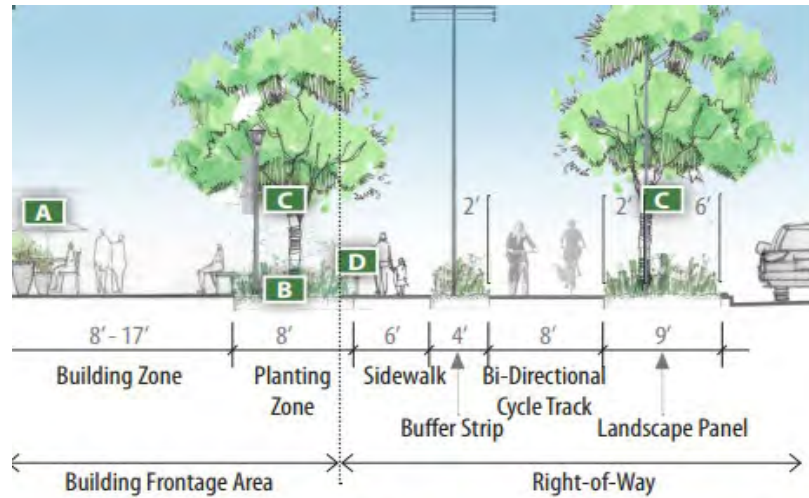 A
C
B
D
2'
2'
C
6'
8' - 17'
8'
6'
4'
8'
9'
Building Zone
Planting
Zone
Sidewalk
Buffer Strip
Bi-Directional
Cycle Track
Landscape Panel
Building Frontage Area
Right-of-Way